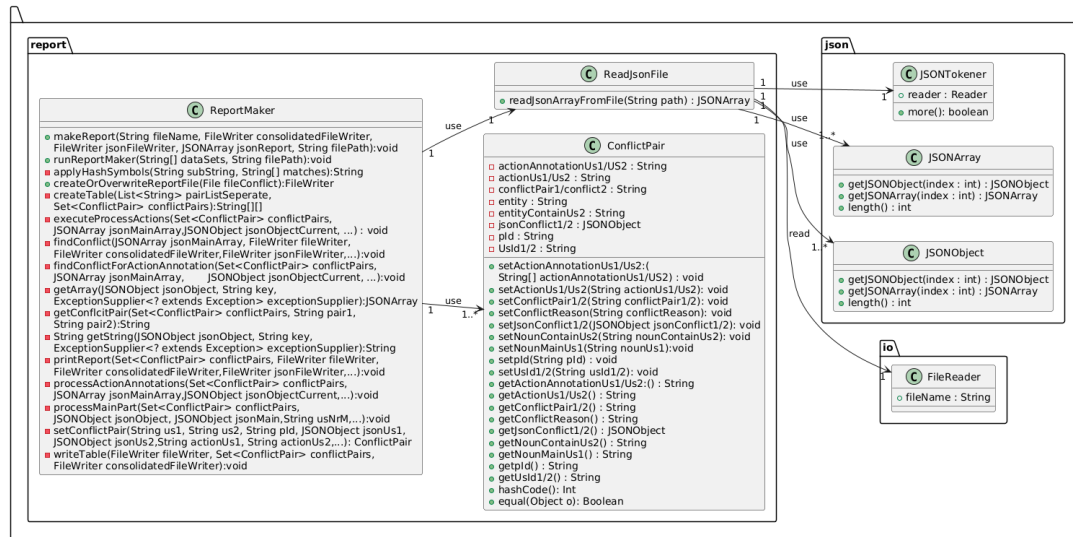 report
ReportMaker
makeReport(String fileName, FileWriter consolidatedFileWriter,
FileWriter jsonFileWriter, JSONArray jsonReport, String filePath):void
runReportMaker(String[] dataSets, String filePath):void
applyHashSymbols(String subString, String[] matches):String
createOrOverwriteReportFile(File fileConflict):FileWriter
createTable(List<String> pairListSeperate,
Set<ConflictPair> conflictPairs):String[][]
executeProcessActions(Set<ConflictPair> conflictPairs,
JSONArray jsonMainArray,JSONObject jsonObjectCurrent, ...) : void
findConflict(JSONArray jsonMainArray, FileWriter fileWriter,
FileWriter consolidatedFileWriter,FileWriter jsonFileWriter,...):void
findConflictForActionAnnotation(Set<ConflictPair> conflictPairs,
JSONArray jsonMainArray, JSONObject jsonObjectCurrent, ...):void
getArray(JSONObject jsonObject, String key,
ExceptionSupplier<? extends Exception> exceptionSupplier):JSONArray
getConflcitPair(Set<ConflictPair> conflictPairs, String pair1,
String pair2):String
String getString(JSONObject jsonObject, String key,
ExceptionSupplier<? extends Exception> exceptionSupplier):String
printReport(Set<ConflictPair> conflictPairs, FileWriter fileWriter,
FileWriter consolidatedFileWriter,FileWriter jsonFileWriter,...):void
processActionAnnotations(Set<ConflictPair> conflictPairs,
JSONArray jsonMainArray,JSONObject jsonObjectCurrent,...):void
processMainPart(Set<ConflictPair> conflictPairs,
JSONObject jsonObject, JSONObject jsonMain,String usNrM,...):void
setConflictPair(String us1, String us2, String pId, JSONObject jsonUs1,
JSONObject jsonUs2,String actionUs1, String actionUs2,...): ConflictPair
writeTable(FileWriter fileWriter, Set<ConflictPair> conflictPairs,
FileWriter consolidatedFileWriter):void
use
1
1
use
1
1..*
ReadJsonFile
readJsonArrayFromFile(String path) : JSONArray
ConflictPair
actionAnnotationUs1/US2 : String
actionUs1/Us2 : String
conflictPair1/conflict2 : String
entity : String
entityContainUs2 : String
jsonConflict1/2 : JSONObject
pId : String
UsId1/2 : String
setActionAnnotationUs1/Us2:(
String[] actionAnnotationUs1/US2) : void
setActionUs1/Us2(String actionUs1/Us2): void
setConflictPair1/2(String conflictPair1/2): void
setConflictReason(String conflictReason): void
setJsonConflict1/2(JSONObject jsonConflict1/2): void
setNounContainUs2(String nounContainUs2): void
setNounMainUs1(String nounUs1):void
setpId(String pId) : void
setUsId1/2(String usId1/2): void
getActionAnnotationUs1/Us2:() : String
getActionUs1/Us2() : String
getConflictPair1/2() : String
getConflictReason() : String
getJsonConflict1/2() : JSONObject
getNounContainUs2() : String
getNounMainUs1() : String
getpId() : String
getUsId1/2() : String
hashCode(): Int
equal(Object o): Boolean
1
use
1
1
use
1..*
1
use
1..*
1
read
1
json
JSONTokener
reader : Reader
more(): boolean
JSONArray
getJSONObject(index : int) : JSONObject
getJSONArray(index : int) : JSONArray
length() : int
JSONObject
getJSONObject(index : int) : JSONObject
getJSONArray(index : int) : JSONArray
length() : int
io
FileReader
fileName : String